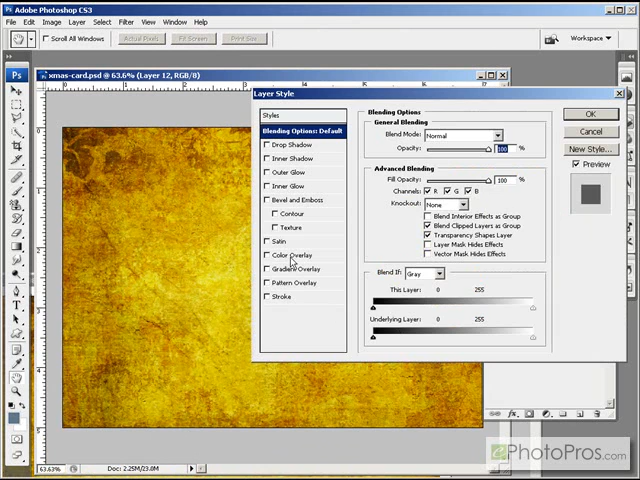 Adobe Photoshop CS3
File Edit Image Layer Select Filter View Window Help
Scroll All Windows Actual Pixels Fit Screen Print Size Workspace
xmas-card.psd @ 63.6% (Layer 12, RGB/8)
Layer Style
Styles
Blending Options: Default
Drop Shadow
Inner Shadow
Outer Glow
Inner Glow
Bevel and Emboss
Contour
Texture
Satin
Color Overlay
Gradient Overlay
Pattern Overlay
Stroke
Blending Options
General Blending
Blend Mode: Normal
Opacity: 100 %
Advanced Blending
Fill Opacity: 100 %
Channels: R G B
Knockout: None
Blend Interior Effects as Group
Blend Clipped Layers as Group
Transparency Shapes Layer
Layer Mask Hides Effects
Vector Mask Hides Effects
Blend If: Gray
This Layer: 0 255
Underlying Layer: 0 255
OK
Cancel
New Style...
Preview
63.63% Doc: 2.25M/23.0M
ePhotoPros.com